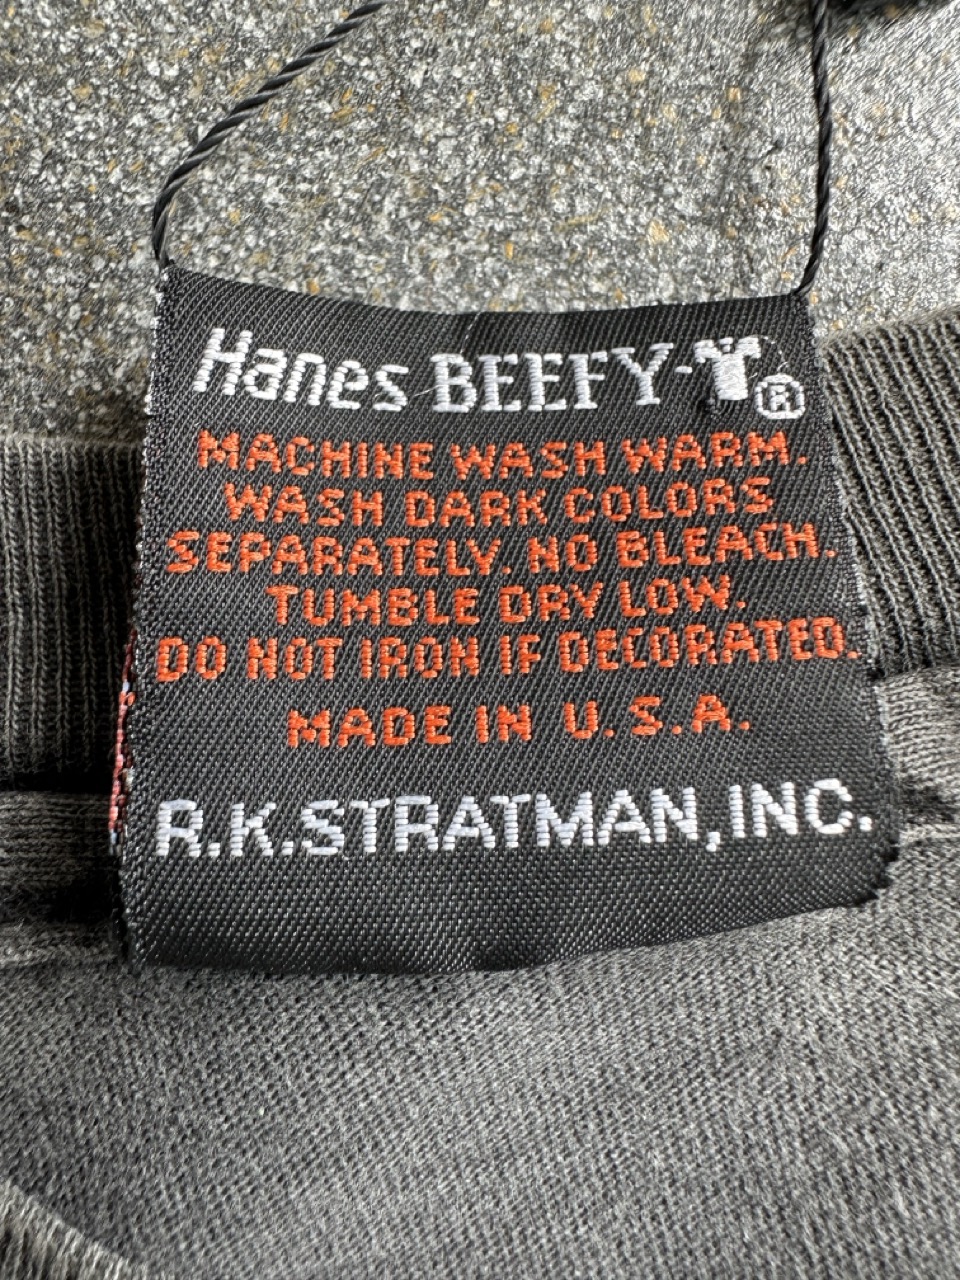 Hanes BEEFY-T®
MACHINE WASH WARM.
WASH DARK COLORS
SEPARATELY. NO BLEACH.
TUMBLE DRY LOW.
DO NOT IRON IF DECORATED.
MADE IN U.S.A.
R.K.STRATMAN, INC.